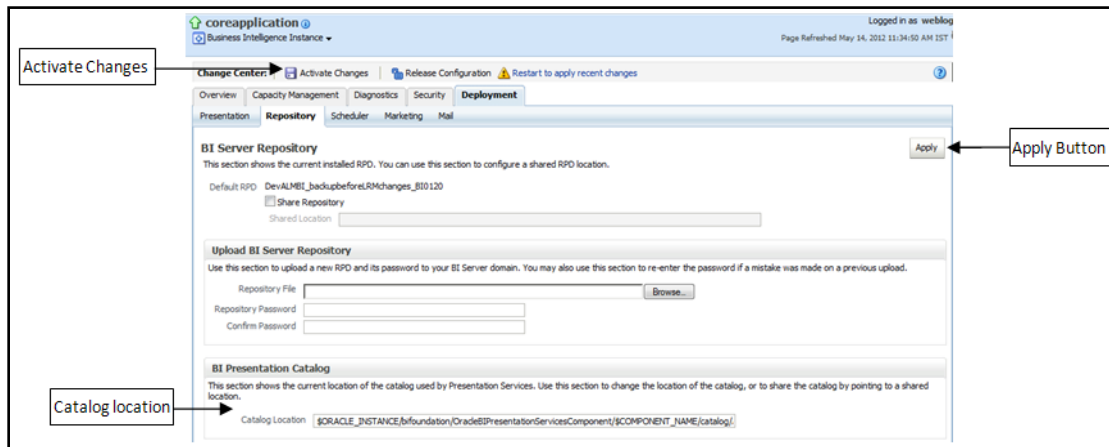 coreapplication
Logged in as weblog
Business Intelligence Instance
Page Refreshed May 14, 2012 11:34:50 AM IST
Activate Changes
Change Center: Activate Changes Release Configuration Restart to apply recent changes
Overview Capacity Management Diagnostics Security Deployment
Presentation Repository Scheduler Marketing Mail
BI Server Repository
Apply
Apply Button
This section shows the current installed RPD. You can use this section to configure a shared RPD location.
Default RPD DevALMBI_backupbeforeLRMchanges_BI0120
Share Repository
Shared Location
Upload BI Server Repository
Use this section to upload a new RPD and its password to your BI Server domain. You may also use this section to re-enter the password if a mistake was made on a previous upload.
Repository File Browse...
Repository Password
Confirm Password
BI Presentation Catalog
This section shows the current location of the catalog used by Presentation Services. Use this section to change the location of the catalog, or to share the catalog by pointing to a shared
location.
Catalog location
Catalog Location $ORACLE_INSTANCE/bifoundation/OracleBIPresentationServicesComponent/$COMPONENT_NAME/catalog/.